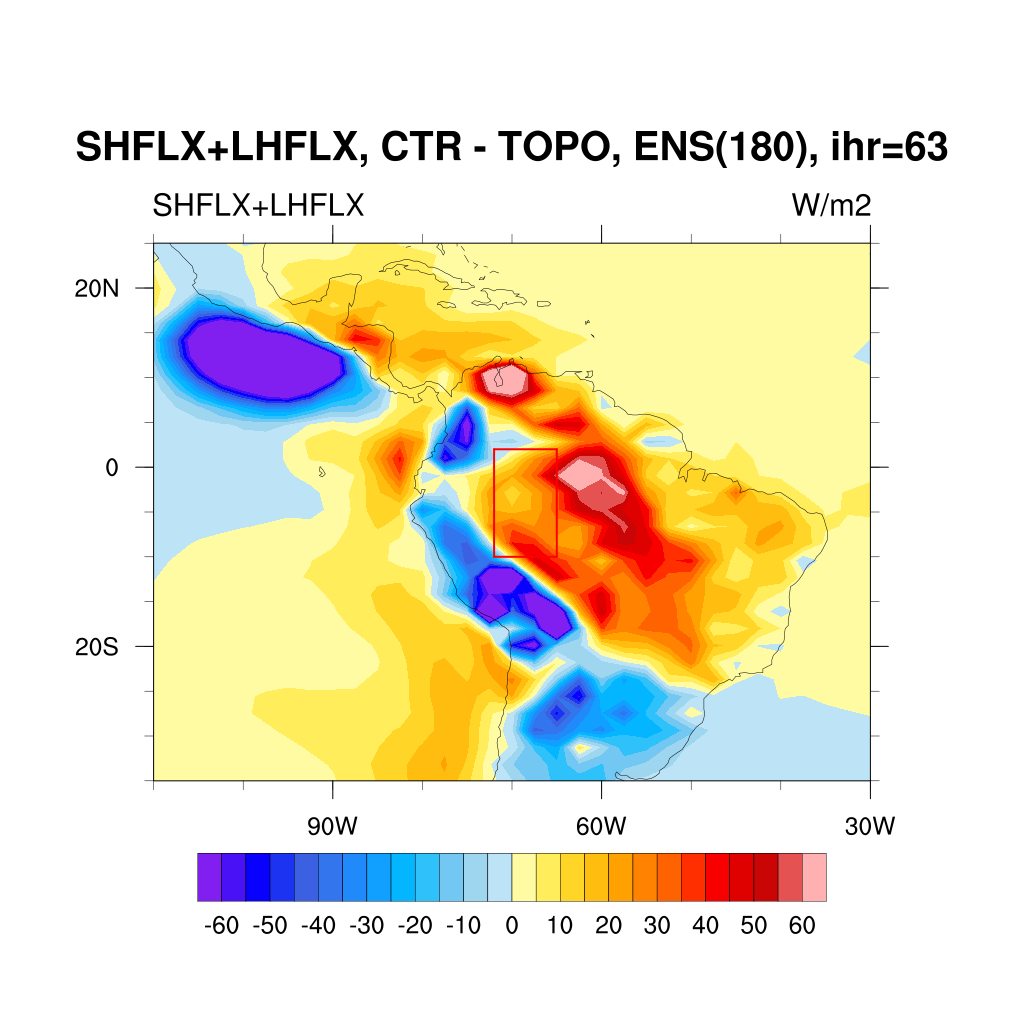 SHFLX+LHFLX, CTR - TOPO, ENS(180), ihr=63
SHFLX+LHFLX W/m2
20N
0
20S
90W 60W 30W
-60 -50 -40 -30 -20 -10 0 10 20 30 40 50 60